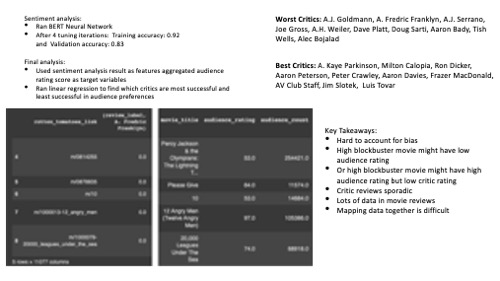 Sentiment analysis:
• Ran BERT Neural Network
• After 4 tuning iterations: Training accuracy: 0.92
and Validation accuracy: 0.83
Final analysis:
• Used sentiment analysis result as features aggregated audience
rating as target variables
• Ran linear regression to find which critics are most successful and
least successful in audience preferences
Worst Critics: A.J. Goldmann, A. Fredric Franklyn, A.J. Serrano,
Joe Gross, A.H. Weiler, Dave Platt, Doug Sarti, Aaron Bady, Tish
Wells, Alec Bojalad
Best Critics: A. Kaye Parkinson, Milton Calopia, Ron Dicker,
Aaron Peterson, Peter Crawley, Aaron Davies, Frazer MacDonald,
AV Club Staff, Jim Slotek, Luis Tovar
rotten_tomatoes_link
(review_label,
A. Fredric
Franklyn)
4 m/0814255 0.0
5 m/0878835 0.0
6 m/10 0.0
7 m/1000013-12_angry_men 0.0
8 m/1000079-
20000_leagues_under_the_sea 0.0
5 rows × 11077 columns
movie_title audience_rating audience_count
Percy Jackson
& the
Olympians:
The Lightning
T... 53.0 254421.0
Please Give 64.0 11574.0
10 53.0 14684.0
12 Angry Men
(Twelve Angry
Men) 97.0 105386.0
20,000
Leagues
Under The
Sea 74.0 68918.0
Key Takeaways:
• Hard to account for bias
• High blockbuster movie might have low
audience rating
• Or high blockbuster movie might have high
audience rating but low critic rating
• Critic reviews sporadic
• Lots of data in movie reviews
• Mapping data together is difficult